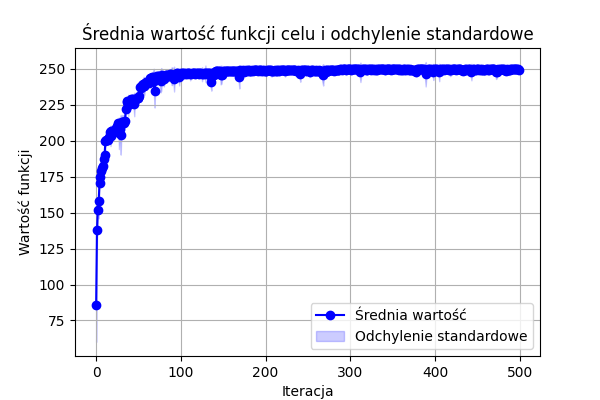 Średnia wartość funkcji celu i odchylenie standardowe
250
225
200
175
150
125
100
75
Wartość funkcji
0 100 200 300 400 500
Iteracja
Średnia wartość
Odchylenie standardowe